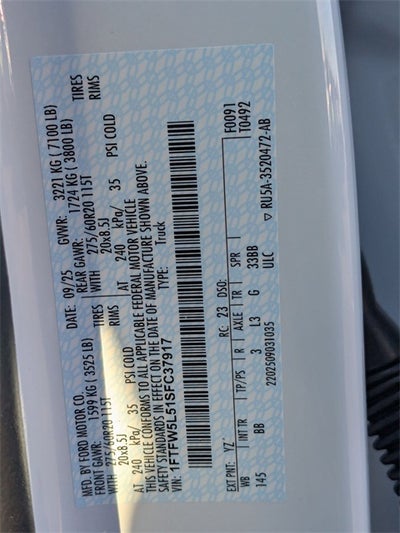 MFD. BY FORD MOTOR CO.
DATE: 09/25 GVWR: 3221 KG ( 7100 LB)
FRONT GAWR: 1599 KG ( 3525 LB) REAR GAWR: 1724 KG ( 3800 LB)
WITH 275/60R20 115T TIRES WITH 275/60R20 115T TIRES
20x8.5J RIMS 20x8.5J RIMS
AT 240 kPa/ 35 PSI COLD AT 240 kPa/ 35 PSI COLD
THIS VEHICLE CONFORMS TO ALL APPLICABLE FEDERAL MOTOR VEHICLE
SAFETY STANDARDS IN EFFECT ON THE DATE OF MANUFACTURE SHOWN ABOVE.
VIN: 1FTFW5L51SFC37917 TYPE: Truck
F0091
T0492
EXT PNT: YZ RC: 23 DSO:
WB INT TR TP/PS R AXLE TR SPR
145 BB 3 L3 G 33BB
2202509031035 ULC
RU5A-3520472-AB